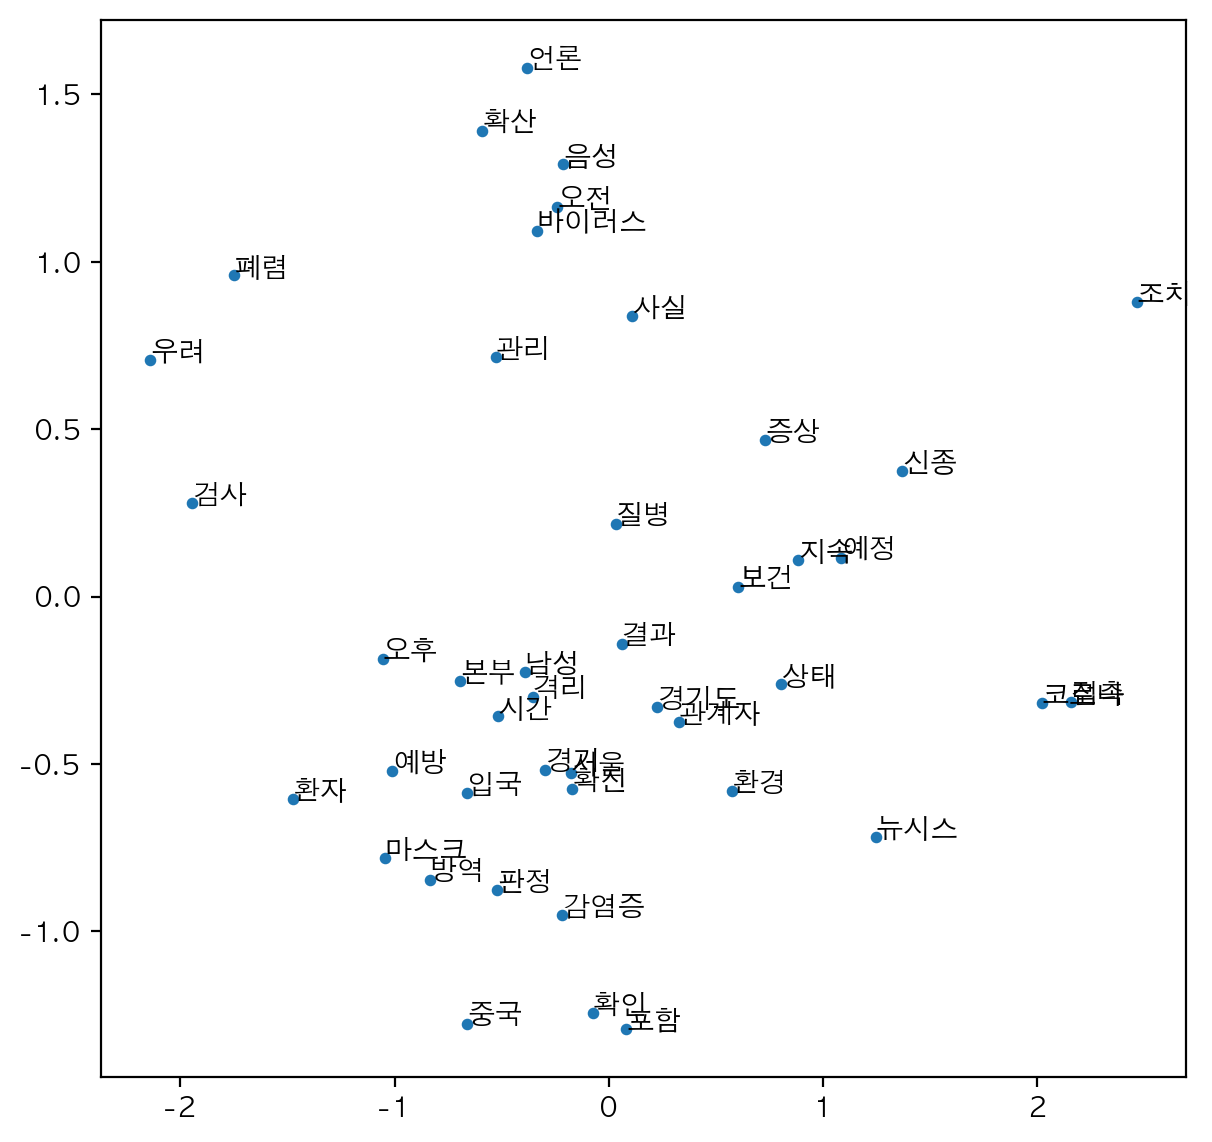 언론
1.5
확산
음성
오전
바이러스
1.0
폐렴
조치
사실
관리
우려
0.5
증상
신종
검사
질병
지속
예정
보건
0.0
결과
오후
남성
본부
격리
상태
코로나
접촉
경기도
관계자
시간
-0.5
예방
경기
서울
확진
입국
환경
환자
뉴시스
마스크
방역
판정
감염증
-1.0
확인
포함
중국
-2
-1
0
1
2